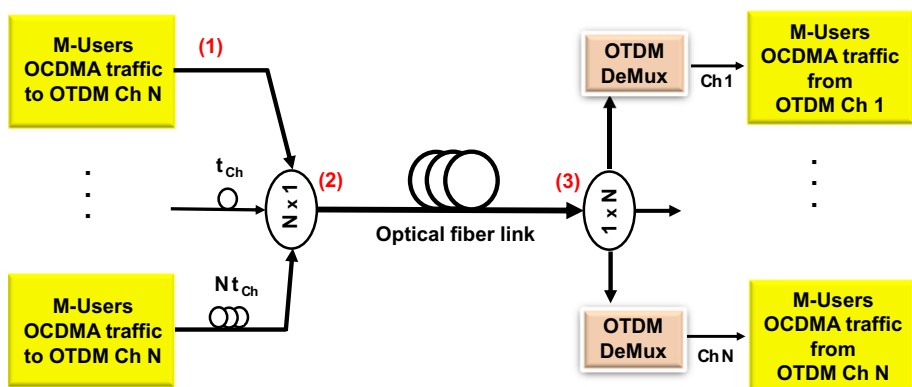 M-Users
OCDMA traffic
to OTDM Ch N
(1)
t Ch
N t Ch
M-Users
OCDMA traffic
to OTDM Ch N
N x 1
(2)
Optical fiber link
(3)
1 x N
OTDM
DeMux
Ch 1
M-Users
OCDMA traffic
from
OTDM Ch 1
OTDM
DeMux
Ch N
M-Users
OCDMA traffic
from
OTDM Ch N